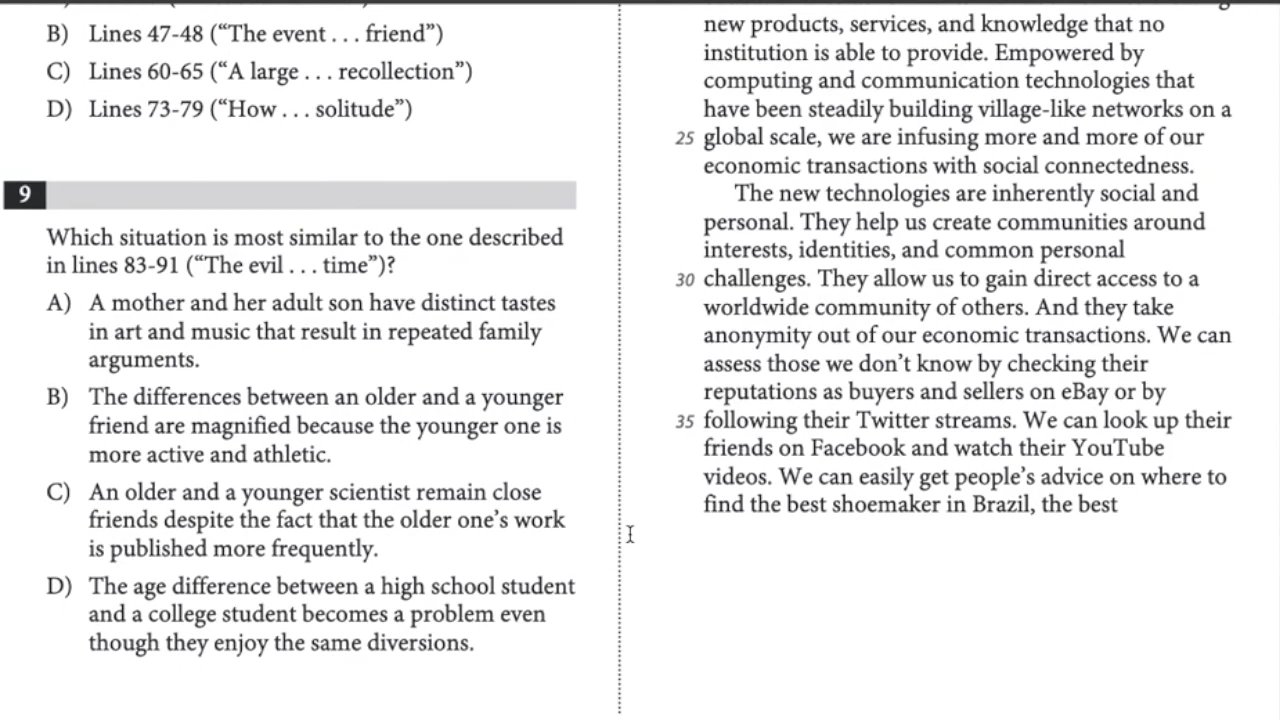 B) Lines 47-48 (“The event . . . friend”)
C) Lines 60-65 (“A large . . . recollection”)
D) Lines 73-79 (“How . . . solitude”)
9
Which situation is most similar to the one described
in lines 83-91 (“The evil . . . time”)?
A) A mother and her adult son have distinct tastes
in art and music that result in repeated family
arguments.
B) The differences between an older and a younger
friend are magnified because the younger one is
more active and athletic.
C) An older and a younger scientist remain close
friends despite the fact that the older one’s work
is published more frequently.
D) The age difference between a high school student
and a college student becomes a problem even
though they enjoy the same diversions.
new products, services, and knowledge that no
institution is able to provide. Empowered by
computing and communication technologies that
have been steadily building village-like networks on a
25 global scale, we are infusing more and more of our
economic transactions with social connectedness.
The new technologies are inherently social and
personal. They help us create communities around
interests, identities, and common personal
30 challenges. They allow us to gain direct access to a
worldwide community of others. And they take
anonymity out of our economic transactions. We can
assess those we don’t know by checking their
reputations as buyers and sellers on eBay or by
35 following their Twitter streams. We can look up their
friends on Facebook and watch their YouTube
videos. We can easily get people’s advice on where to
find the best shoemaker in Brazil, the best